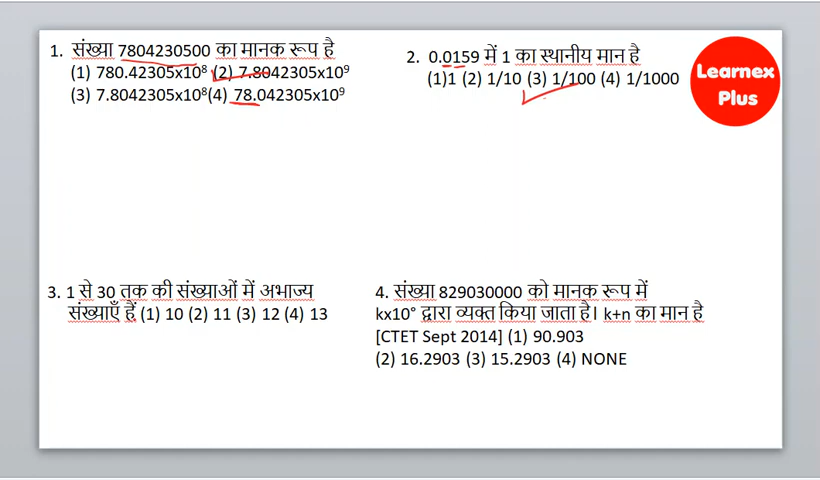 1. संख्या 7804230500 का मानक रूप है
(1) 780.42305x10⁸ (2) 7.8042305x10⁹
(3) 7.8042305x10⁸(4) 78.042305x10⁹
2. 0.0159 में 1 का स्थानीय मान है
(1)1 (2) 1/10 (3) 1/100 (4) 1/1000
Learnex
Plus
3. 1 से 30 तक की संख्याओं में अभाज्य
संख्याएँ हैं (1) 10 (2) 11 (3) 12 (4) 13
4. संख्या 829030000 को मानक रूप में
kx10° द्वारा व्यक्त किया जाता है। k+n का मान है
[CTET Sept 2014] (1) 90.903
(2) 16.2903 (3) 15.2903 (4) NONE